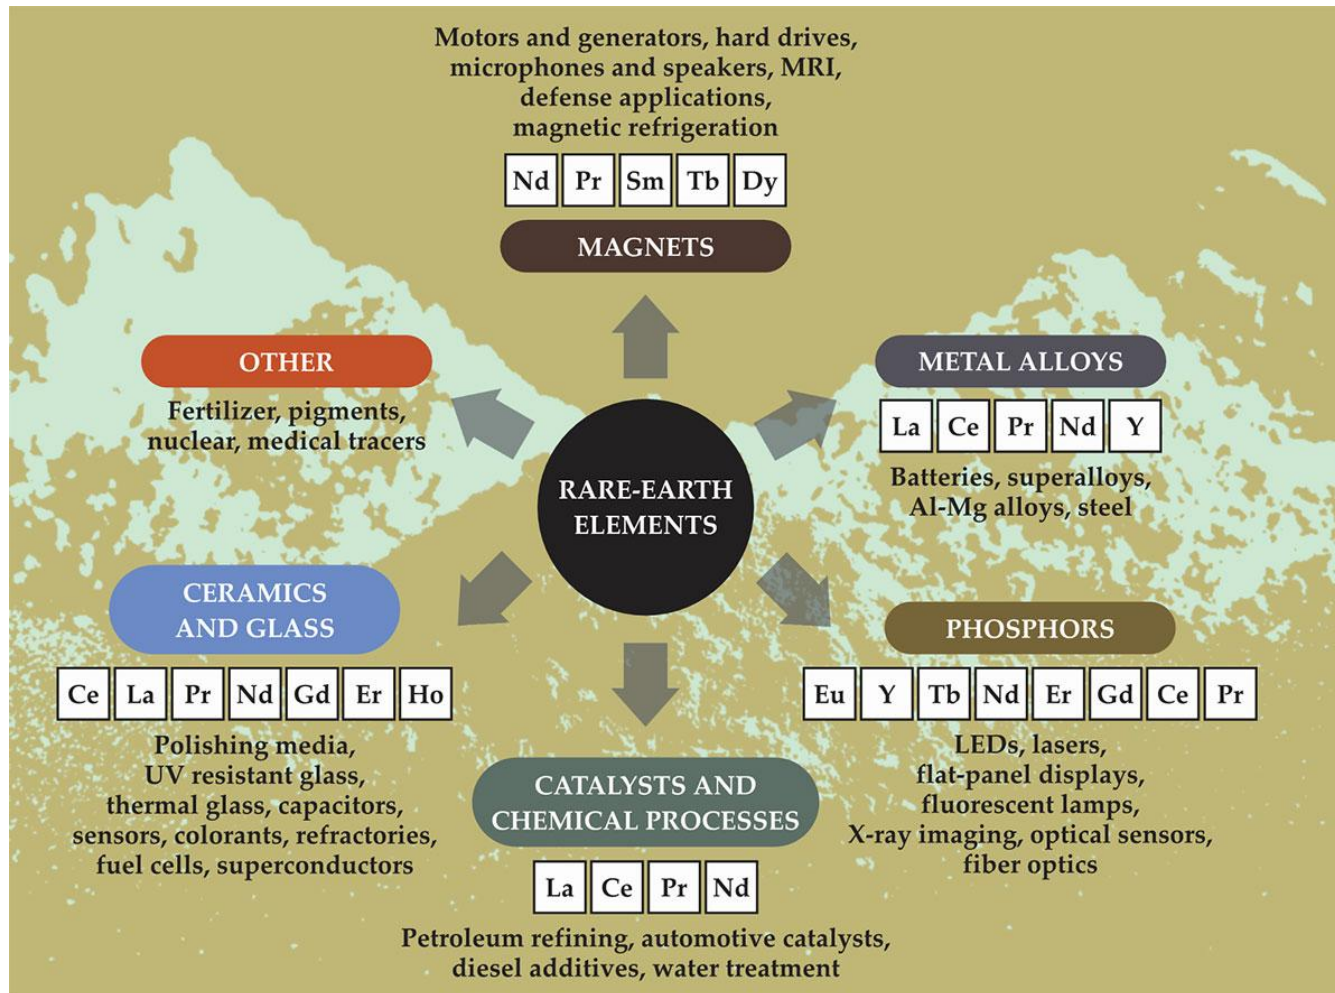 Motors and generators, hard drives,
microphones and speakers, MRI,
defense applications,
magnetic refrigeration
Nd Pr Sm Tb Dy
MAGNETS
OTHER
Fertilizer, pigments,
nuclear, medical tracers
METAL ALLOYS
La Ce Pr Nd Y
Batteries, superalloys,
Al-Mg alloys, steel
RARE-EARTH
ELEMENTS
CERAMICS
AND GLASS
Ce La Pr Nd Gd Er Ho
Polishing media,
UV resistant glass,
thermal glass, capacitors,
sensors, colorants, refractories,
fuel cells, superconductors
PHOSPHORS
Eu Y Tb Nd Er Gd Ce Pr
LEDs, lasers,
flat-panel displays,
fluorescent lamps,
X-ray imaging, optical sensors,
fiber optics
CATALYSTS AND
CHEMICAL PROCESSES
La Ce Pr Nd
Petroleum refining, automotive catalysts,
diesel additives, water treatment